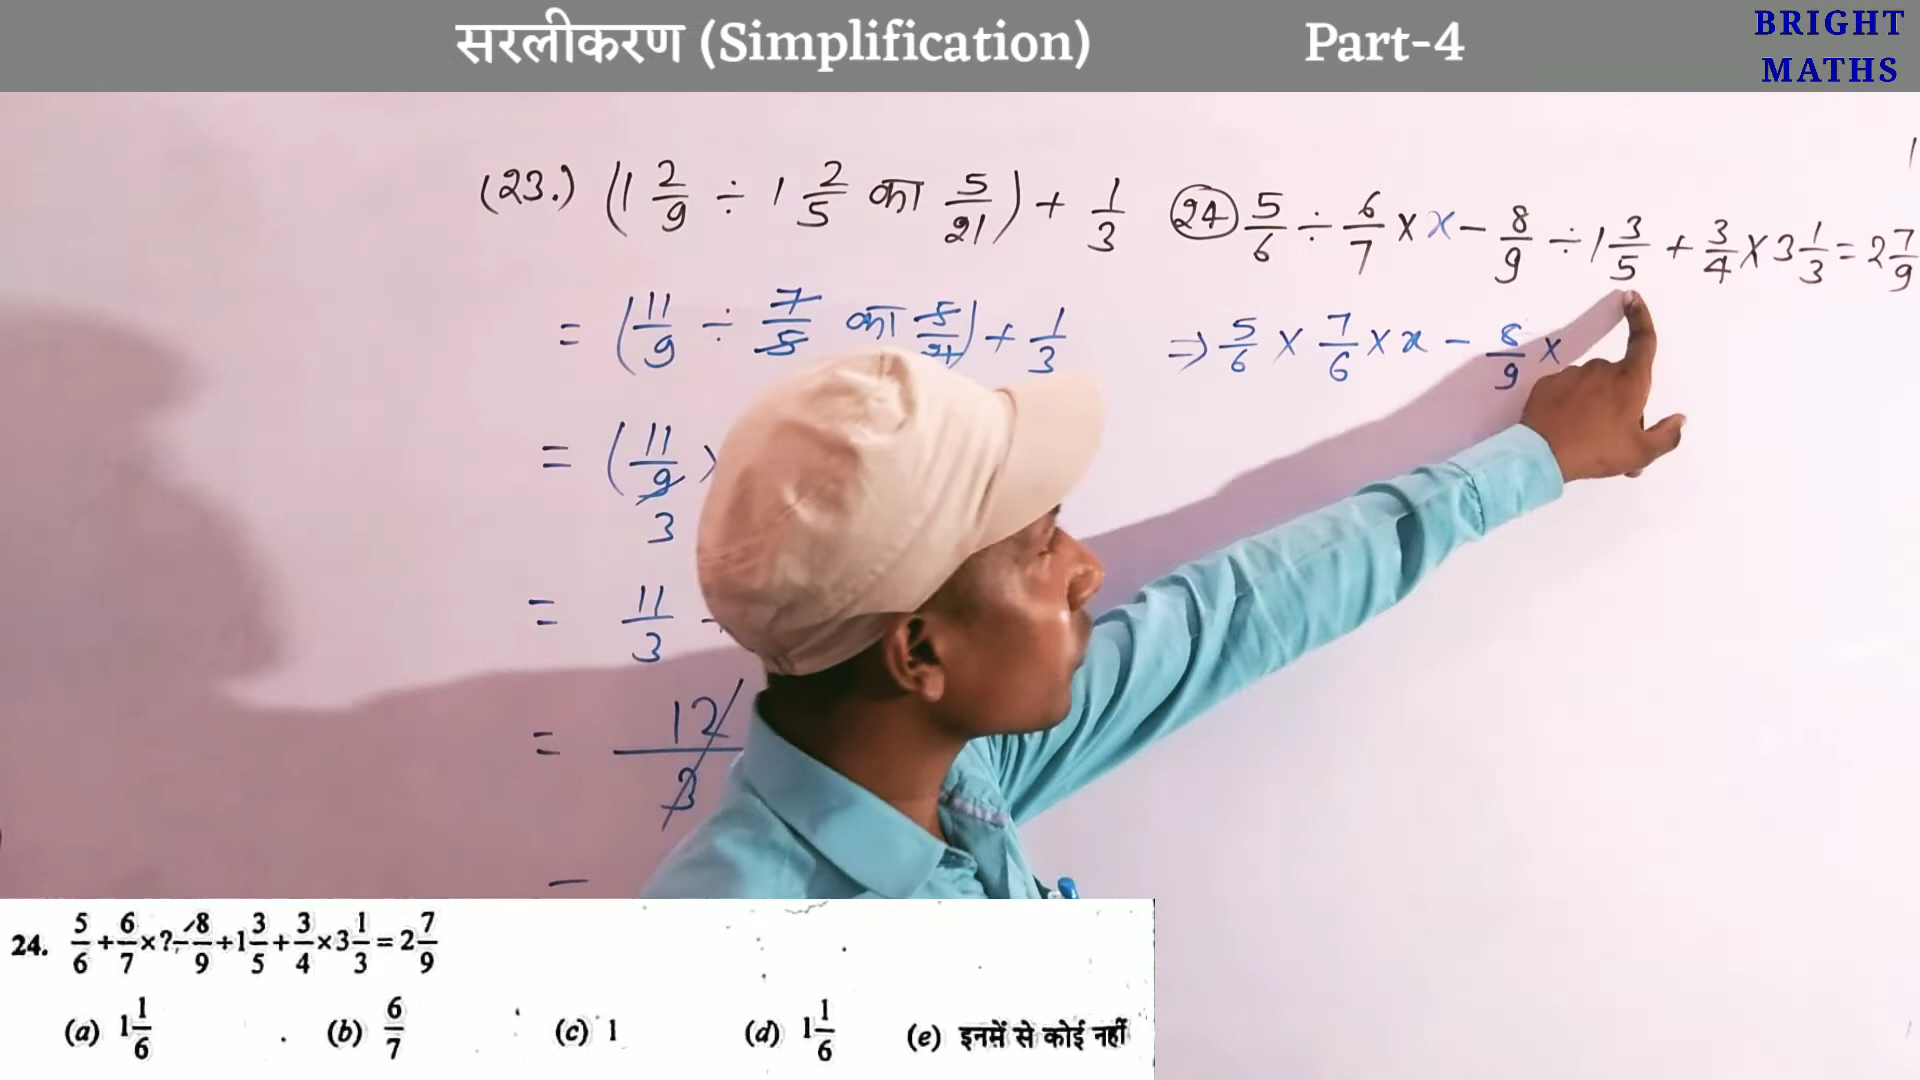 सरलीकरण (Simplification) Part-4
BRIGHT
MATHS
(23.) (1 2/9 ÷ 1 2/5 का 5/21) + 1/3
= (11/9 ÷ 7/5 का 5/21) + 1/3
= (11/9 ×
3
= 11/3
= 12/3
=
24 5/6 ÷ 6/7 × x - 8/9 ÷ 1 3/5 + 3/4 × 3 1/3 = 2 7/9
⇒ 5/6 × 7/6 × x - 8/9 ×
24. 5/6 ÷ 6/7 × ? - 8/9 ÷ 1 3/5 + 3/4 × 3 1/3 = 2 7/9
(a) 1 1/6 (b) 6/7 (c) 1 (d) 1 1/6 (e) इनमें से कोई नहीं